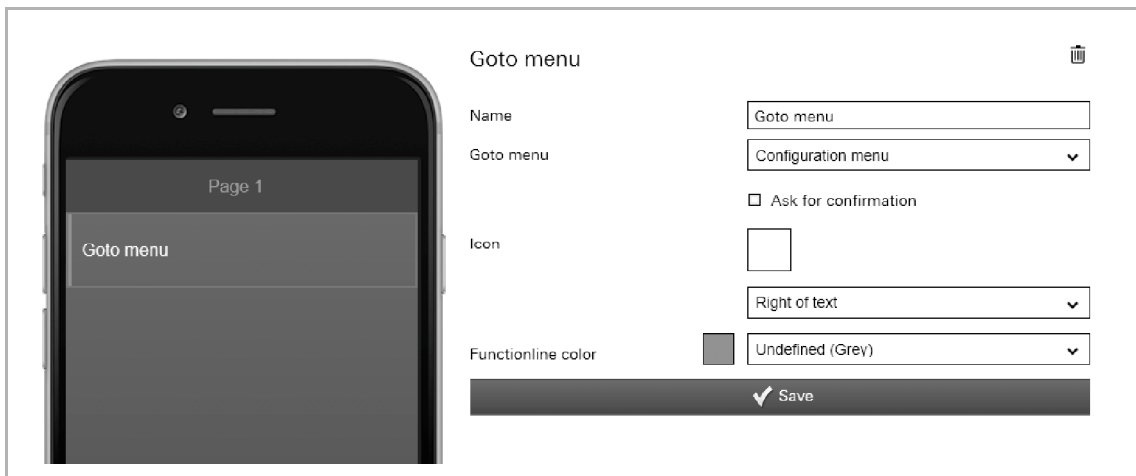 Page 1
Goto menu
Goto menu
Name
Goto menu
Goto menu
Configuration menu
Ask for confirmation
Icon
Right of text
Functionline color
Undefined (Grey)
Save